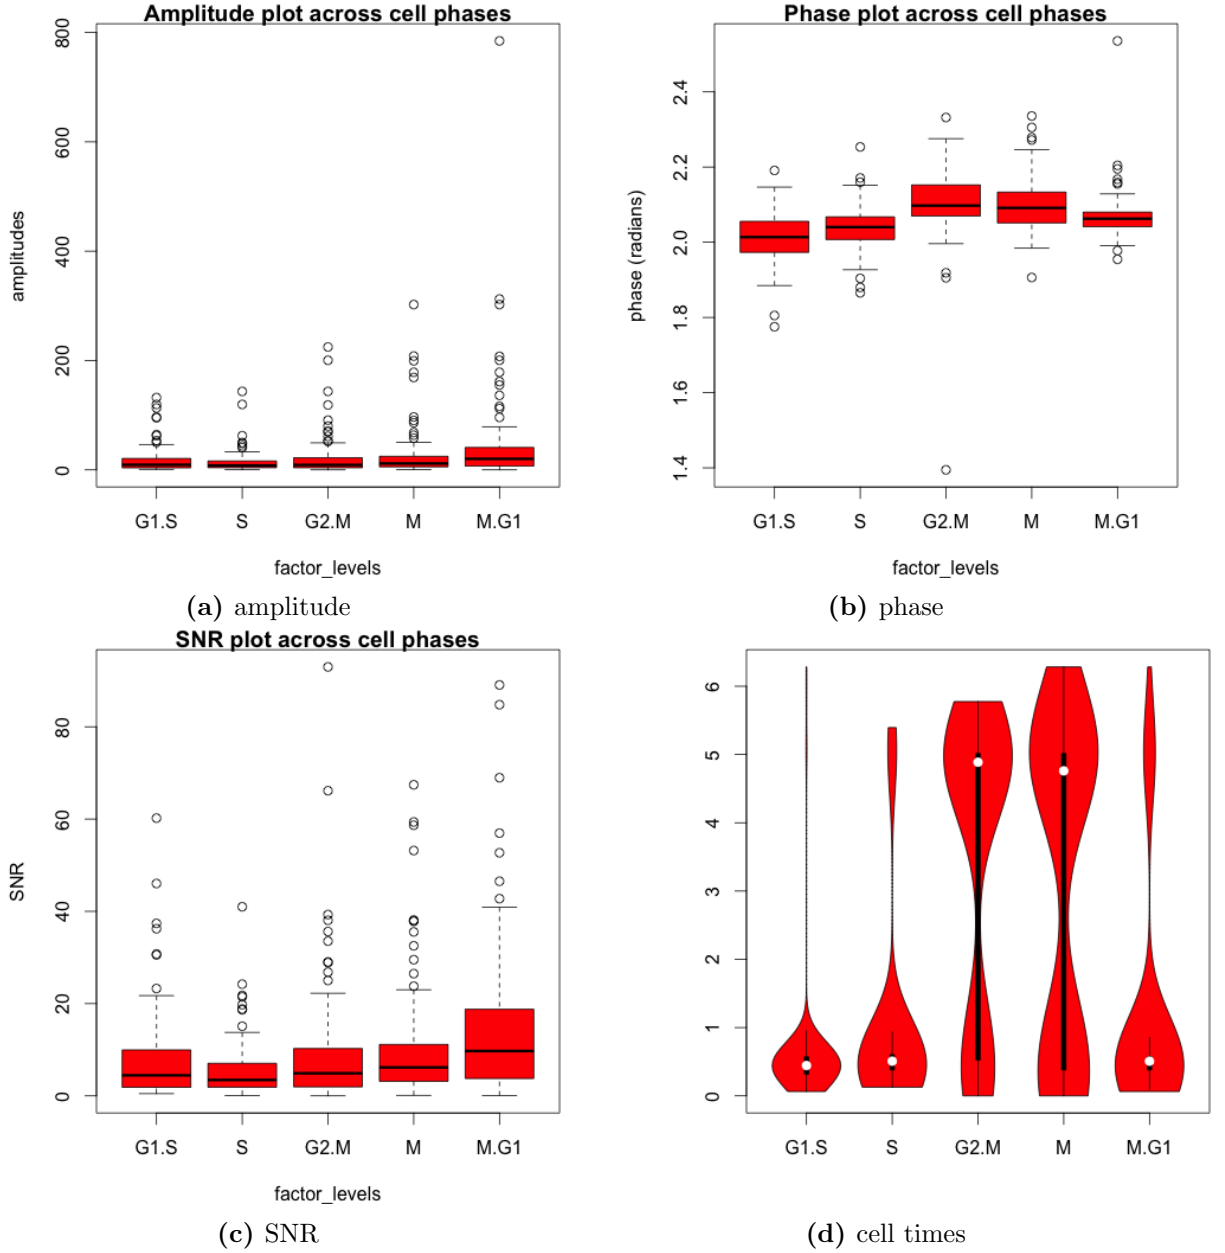 Amplitude plot across cell phases
amplitudes
800
600
400
200
0
G1.S S G2.M M M.G1
factor_levels
(a) amplitude
Phase plot across cell phases
phase (radians)
2.4
2.2
2.0
1.8
1.6
1.4
G1.S S G2.M M M.G1
factor_levels
(b) phase
SNR plot across cell phases
SNR
80
60
40
20
0
G1.S S G2.M M M.G1
factor_levels
(c) SNR
6
5
4
3
2
1
0
G1.S S G2.M M M.G1
(d) cell times